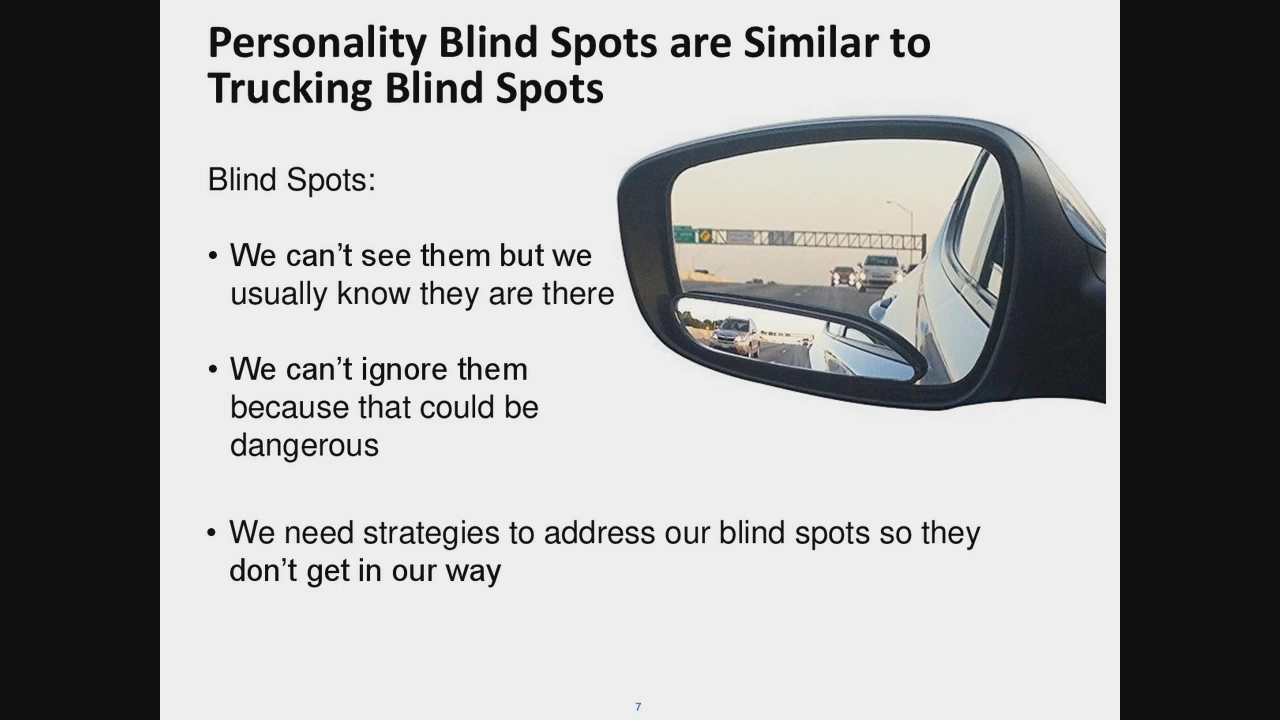 Personality Blind Spots are Similar to
Trucking Blind Spots
Blind Spots:
• We can’t see them but we
usually know they are there
• We can’t ignore them
because that could be
dangerous
• We need strategies to address our blind spots so they
don’t get in our way
7